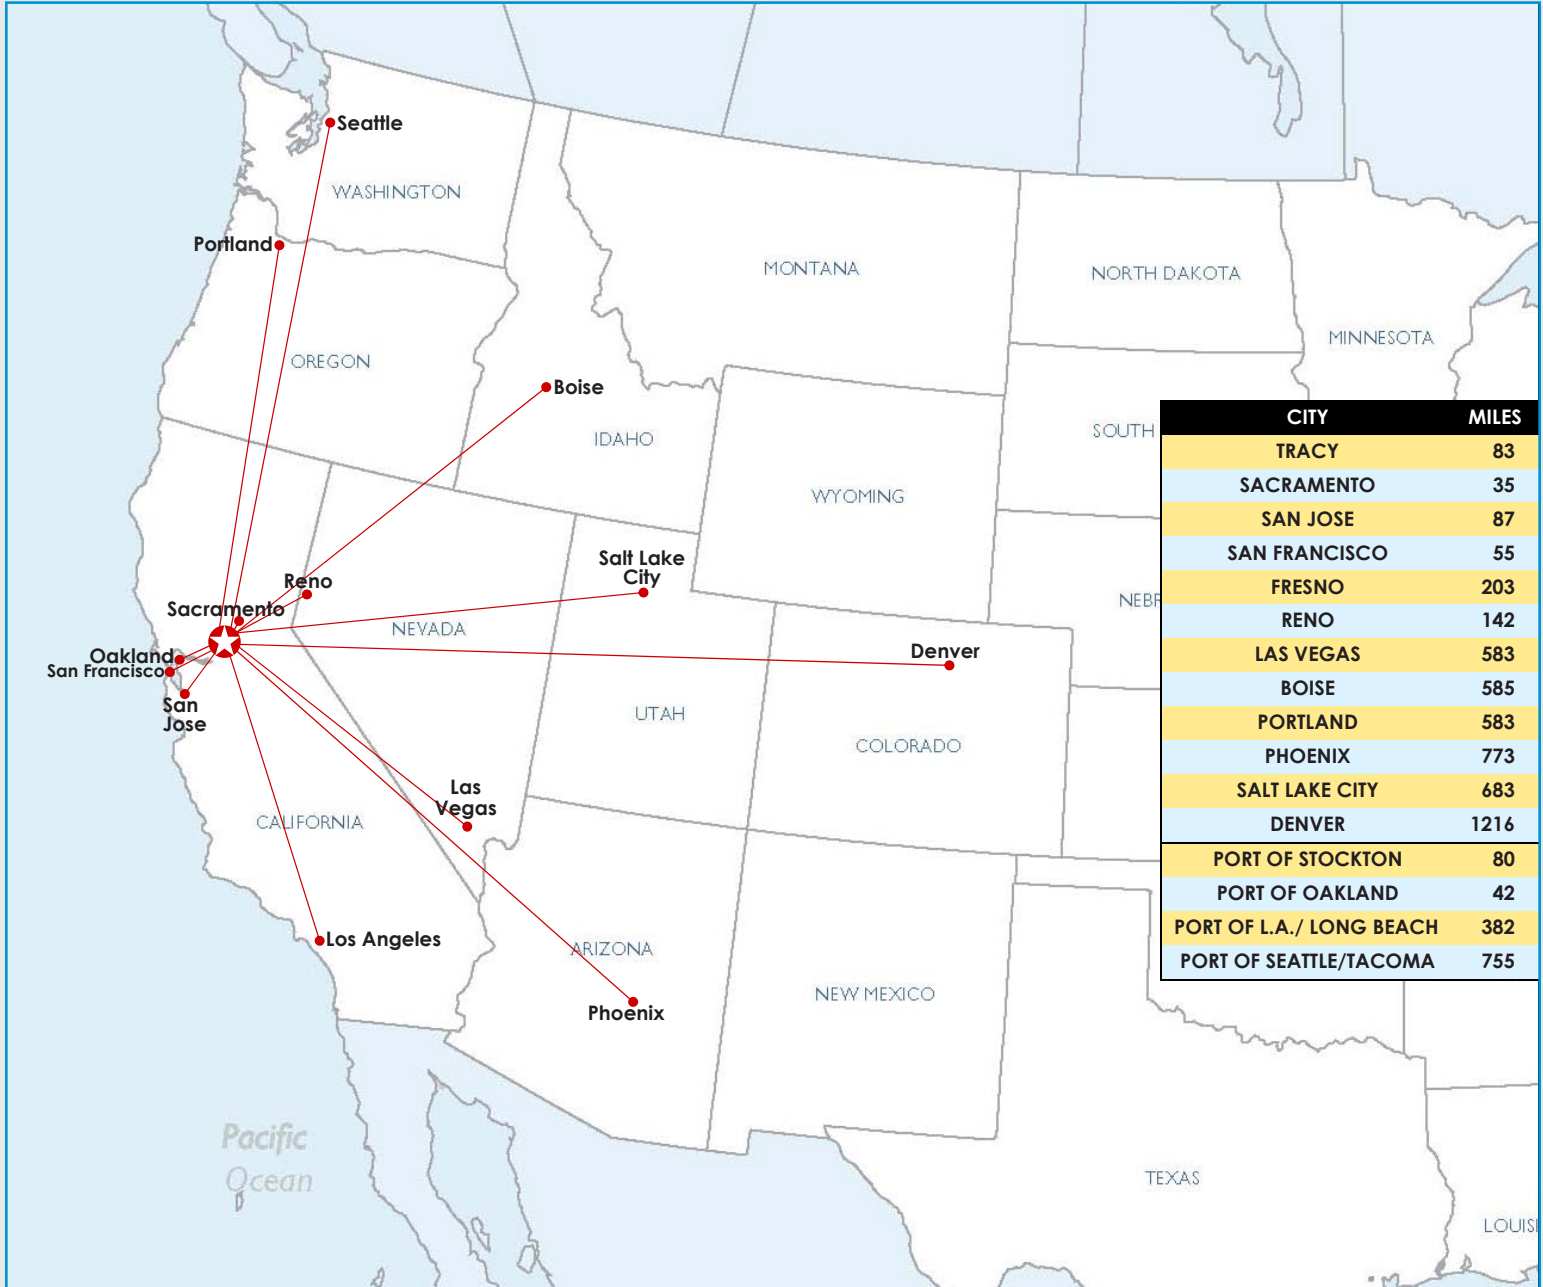 Seattle
WASHINGTON
Portland
MONTANA
NORTH DAKOTA
MINNESOTA
OREGON
Boise
IDAHO
SOUTH
WYOMING
Salt Lake
City
Reno
Sacramento
NEBR
NEVADA
Oakland
San Francisco
Denver
San
Jose
UTAH
COLORADO
Las
Vegas
CALIFORNIA
Los Angeles
ARIZONA
NEW MEXICO
Phoenix
Pacific
Ocean
TEXAS
LOUISI
CITY MILES
TRACY 83
SACRAMENTO 35
SAN JOSE 87
SAN FRANCISCO 55
FRESNO 203
RENO 142
LAS VEGAS 583
BOISE 585
PORTLAND 583
PHOENIX 773
SALT LAKE CITY 683
DENVER 1216
PORT OF STOCKTON 80
PORT OF OAKLAND 42
PORT OF L.A./ LONG BEACH 382
PORT OF SEATTLE/TACOMA 755